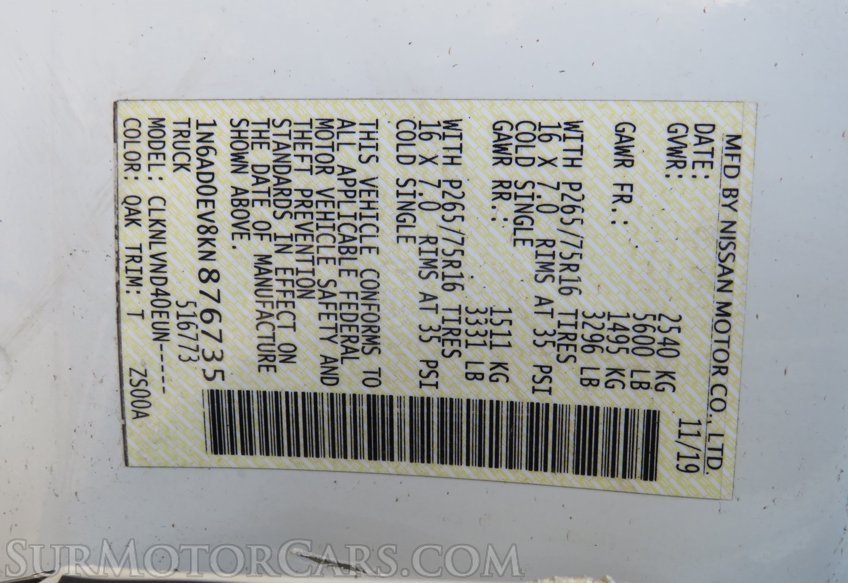 MFD BY NISSAN MOTOR CO., LTD.
DATE: 11/19
GVWR: 2540 KG
5600 LB
GAWR FR.: 1495 KG
3296 LB
WITH P265/75R16 TIRES
16 X 7.0 RIMS AT 35 PSI
COLD SINGLE
GAWR RR.: 1511 KG
3331 LB
WITH P265/75R16 TIRES
16 X 7.0 RIMS AT 35 PSI
COLD SINGLE
THIS VEHICLE CONFORMS TO
ALL APPLICABLE FEDERAL
MOTOR VEHICLE SAFETY AND
THEFT PREVENTION
STANDARDS IN EFFECT ON
THE DATE OF MANUFACTURE
SHOWN ABOVE.
1N6AD0EV8KN876735
TRUCK 516773
MODEL: CLKNLVND40EUN-----
COLOR: QAK TRIM: T ZS00A
SurMotorCars.com